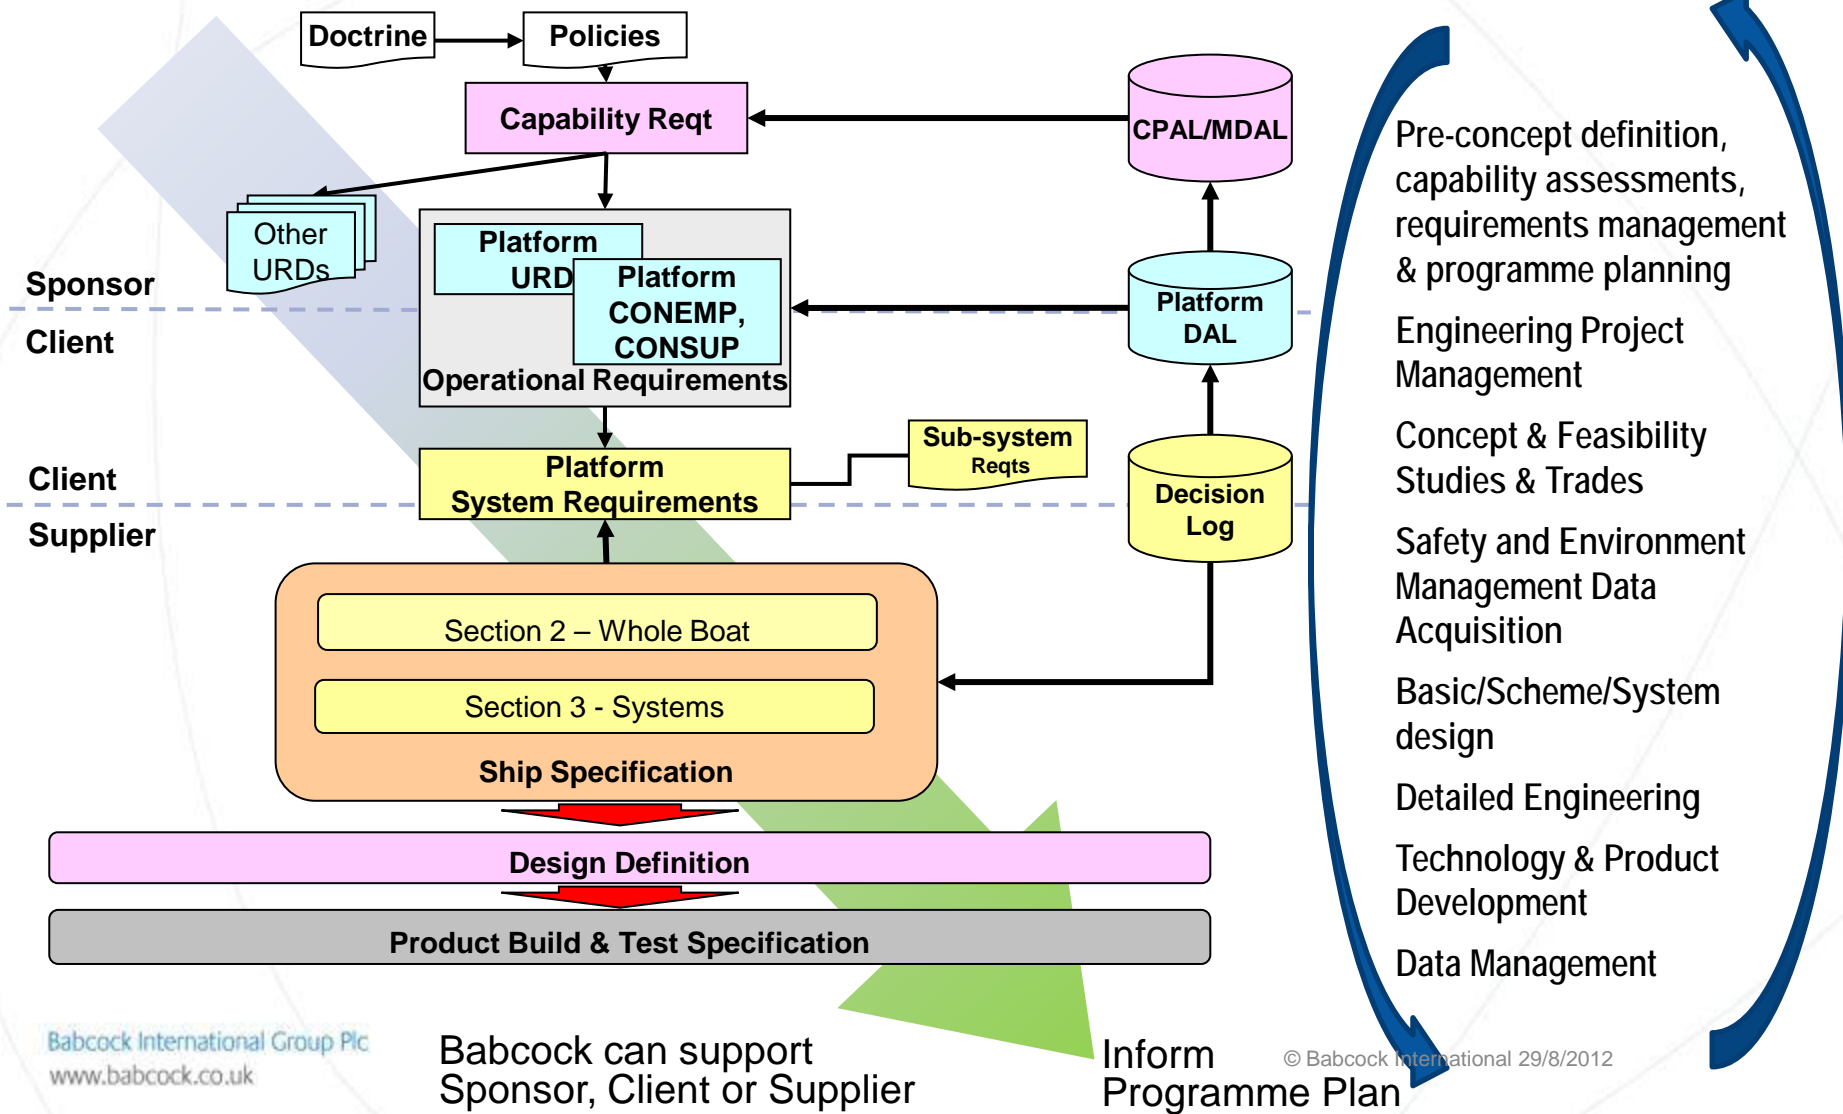 Doctrine
Policies
Capability Reqt
CPAL/MDAL
Other
URDs
Platform
URD
Platform
CONEMP,
CONSUP
Operational Requirements
Platform
DAL
Sponsor
Client
Client
Supplier
Platform
System Requirements
Sub-system
Reqts
Decision
Log
Section 2 – Whole Boat
Section 3 - Systems
Ship Specification
Design Definition
Product Build & Test Specification
Pre-concept definition,
capability assessments,
requirements management
& programme planning
Engineering Project
Management
Concept & Feasibility
Studies & Trades
Safety and Environment
Management Data
Acquisition
Basic/Scheme/System
design
Detailed Engineering
Technology & Product
Development
Data Management
Babcock International Group Plc
www.babcock.co.uk
Babcock can support
Sponsor, Client or Supplier
Inform
Programme Plan
© Babcock International 29/8/2012